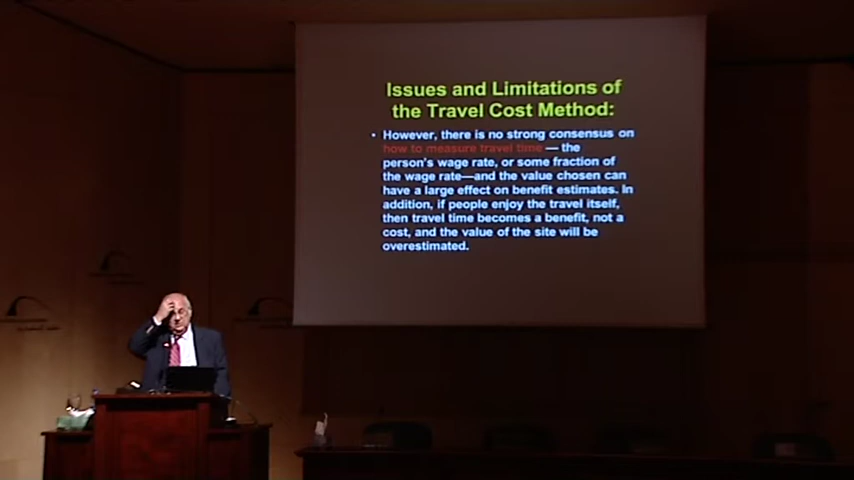 Issues and Limitations of
the Travel Cost Method:
• However, there is no strong consensus on
how to measure travel time — the
person's wage rate, or some fraction of
the wage rate—and the value chosen can
have a large effect on benefit estimates. In
addition, if people enjoy the travel itself,
then travel time becomes a benefit, not a
cost, and the value of the site will be
overestimated.